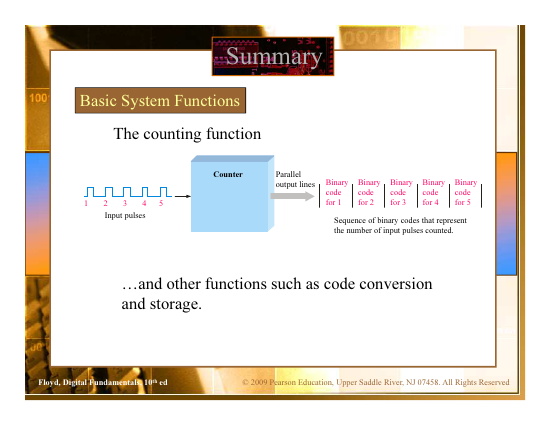 Summary
Basic System Functions
The counting function
Counter
Parallel
output lines
Binary code for 1
Binary code for 2
Binary code for 3
Binary code for 4
Binary code for 5
1 2 3 4 5
Input pulses
Sequence of binary codes that represent
the number of input pulses counted.
…and other functions such as code conversion
and storage.
Floyd, Digital Fundamentals, 10th ed
© 2009 Pearson Education, Upper Saddle River, NJ 07458. All Rights Reserved